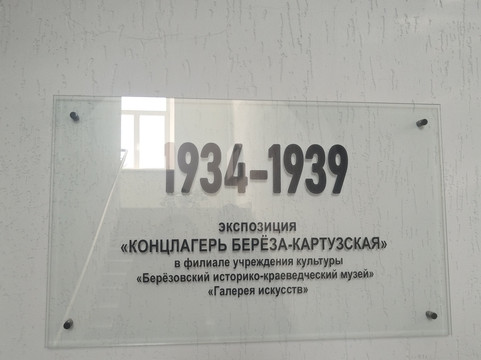 1934-1939
ЭКСПОЗИЦИЯ
«КОНЦЛАГЕРЬ БЕРЁЗА-КАРТУЗСКАЯ»
в филиале учреждения культуры
«Берёзовский историко-краеведческий музей»
«Галерея искусств»